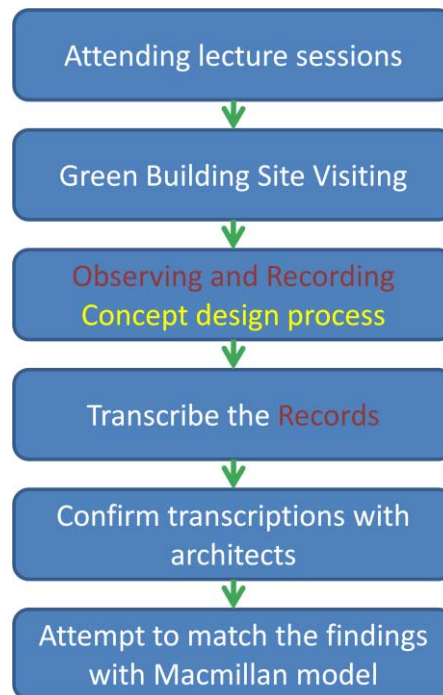 Attending lecture sessions
Green Building Site Visiting
Observing and Recording
Concept design process
Transcribe the Records
Confirm transcriptions with
architects
Attempt to match the findings
with Macmillan model